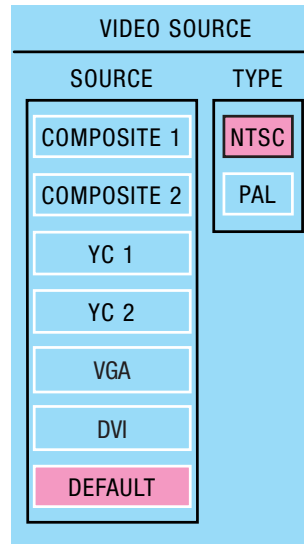 VIDEO SOURCE
SOURCE
COMPOSITE 1
COMPOSITE 2
YC 1
YC 2
VGA
DVI
DEFAULT
TYPE
NTSC
PAL